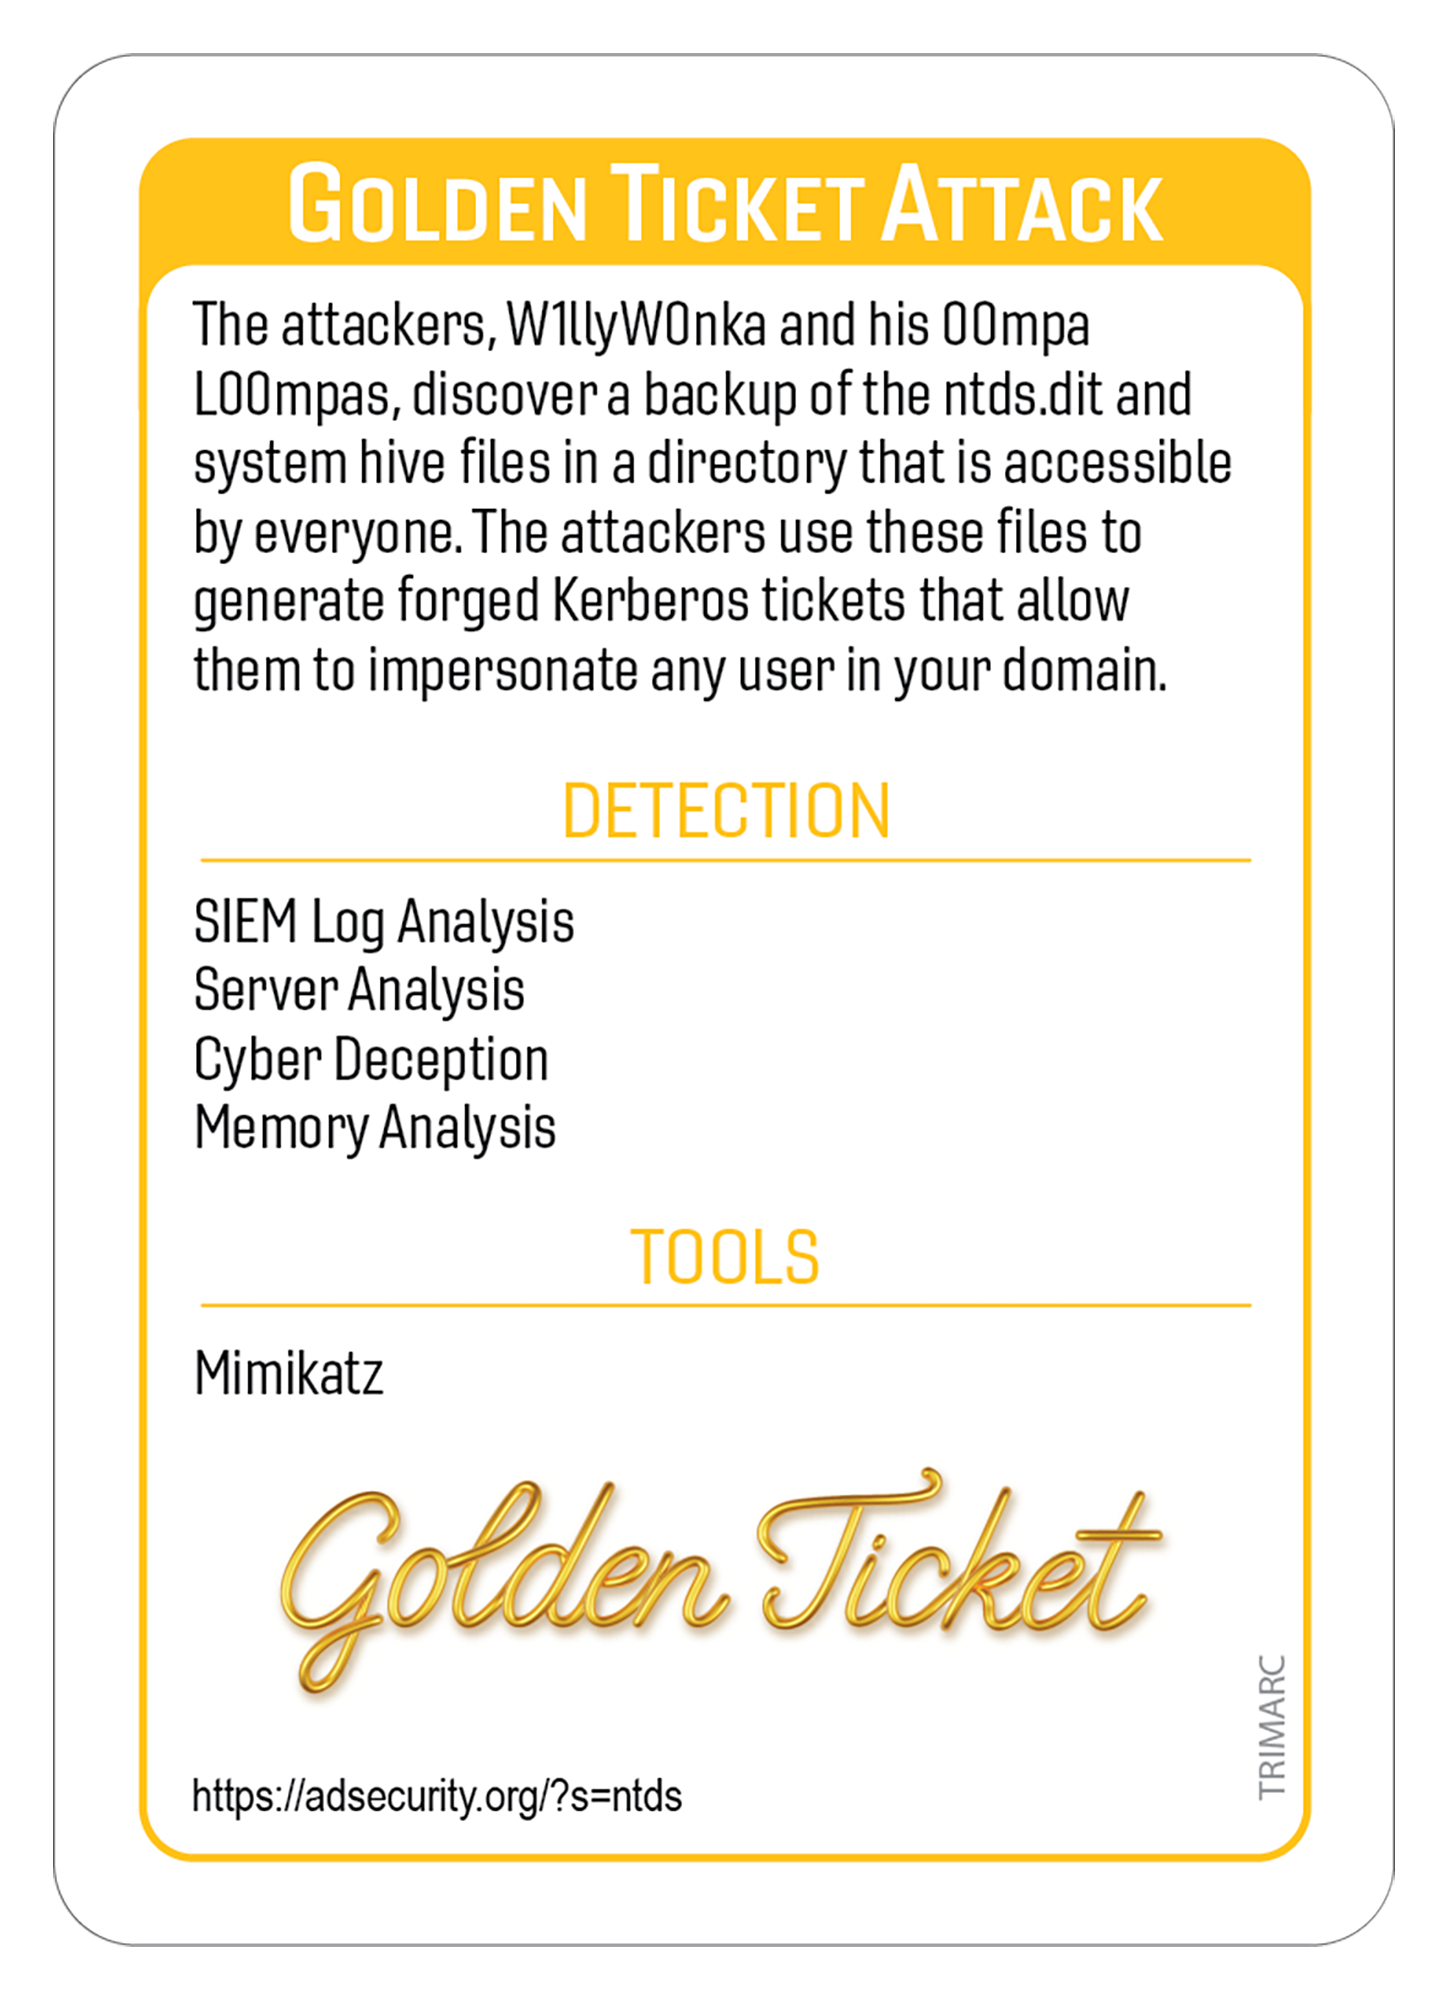 GOLDEN TICKET ATTACK
The attackers, W1llyW0nka and his 00mpa
L00mpas, discover a backup of the ntds.dit and
system hive files in a directory that is accessible
by everyone. The attackers use these files to
generate forged Kerberos tickets that allow
them to impersonate any user in your domain.
DETECTION
SIEM Log Analysis
Server Analysis
Cyber Deception
Memory Analysis
TOOLS
Mimikatz
Golden Ticket
TRIMARC
https://adsecurity.org/?s=ntds